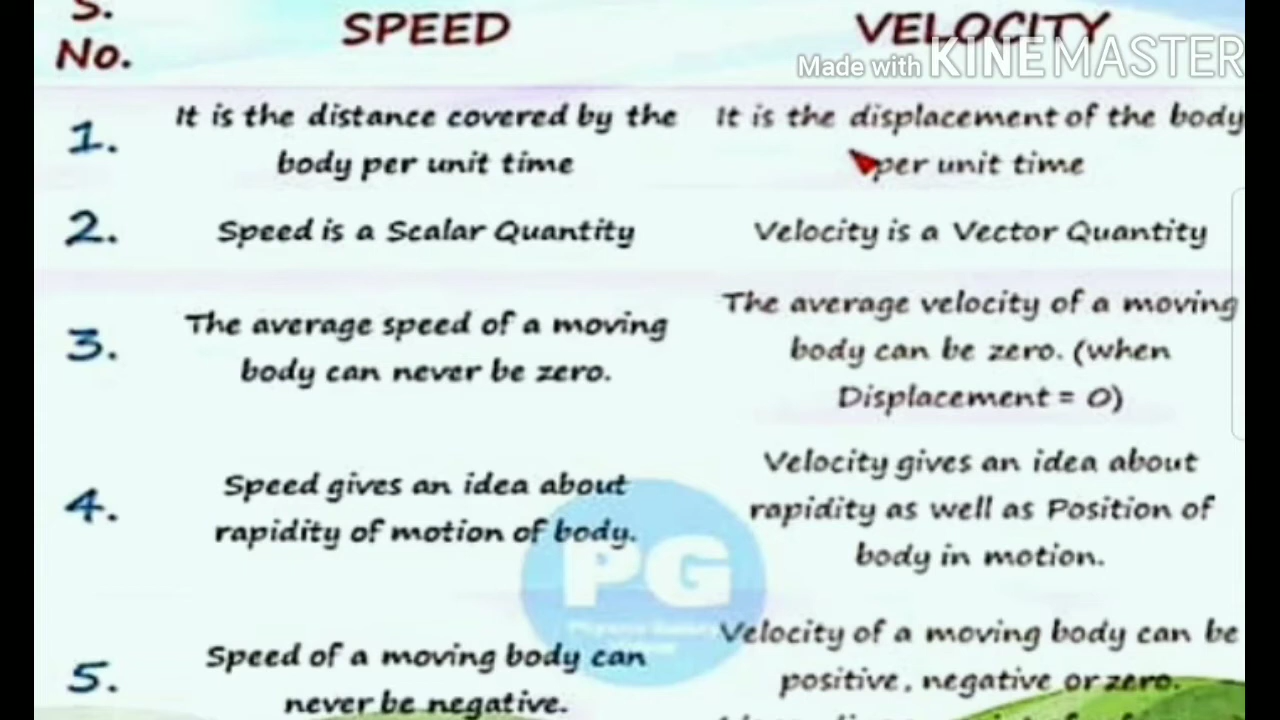 S. No.
SPEED
VELOCITY
Made with KINEMASTER
1.
It is the distance covered by the
body per unit time
It is the displacement of the body
per unit time
2.
Speed is a Scalar Quantity
Velocity is a Vector Quantity
3.
The average speed of a moving
body can never be zero.
The average velocity of a moving
body can be zero. (when
Displacement = 0)
4.
Speed gives an idea about
rapidity of motion of body.
Velocity gives an idea about
rapidity as well as Position of
body in motion.
PG
5.
Speed of a moving body can
never be negative.
Velocity of a moving body can be
positive, negative or zero.